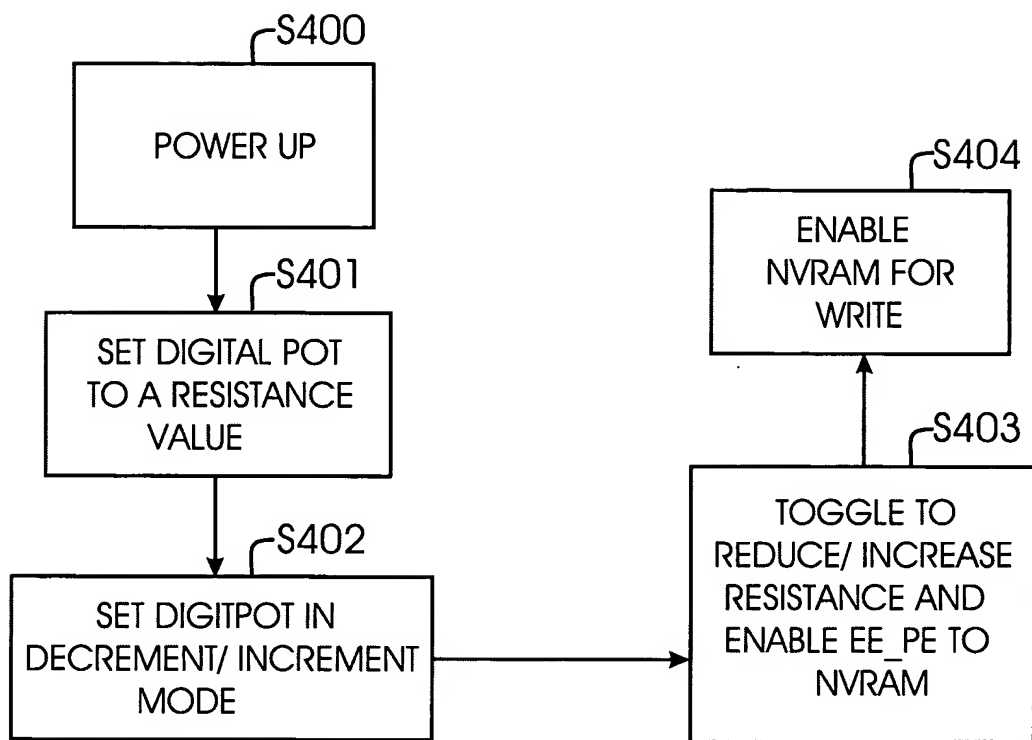 S400
POWER UP
S401
SET DIGITAL POT
TO A RESISTANCE
VALUE
S402
SET DIGITPOT IN
DECREMENT/ INCREMENT
MODE
S403
TOGGLE TO
REDUCE/ INCREASE
RESISTANCE AND
ENABLE EE_PE TO
NVRAM
S404
ENABLE
NVRAM FOR
WRITE